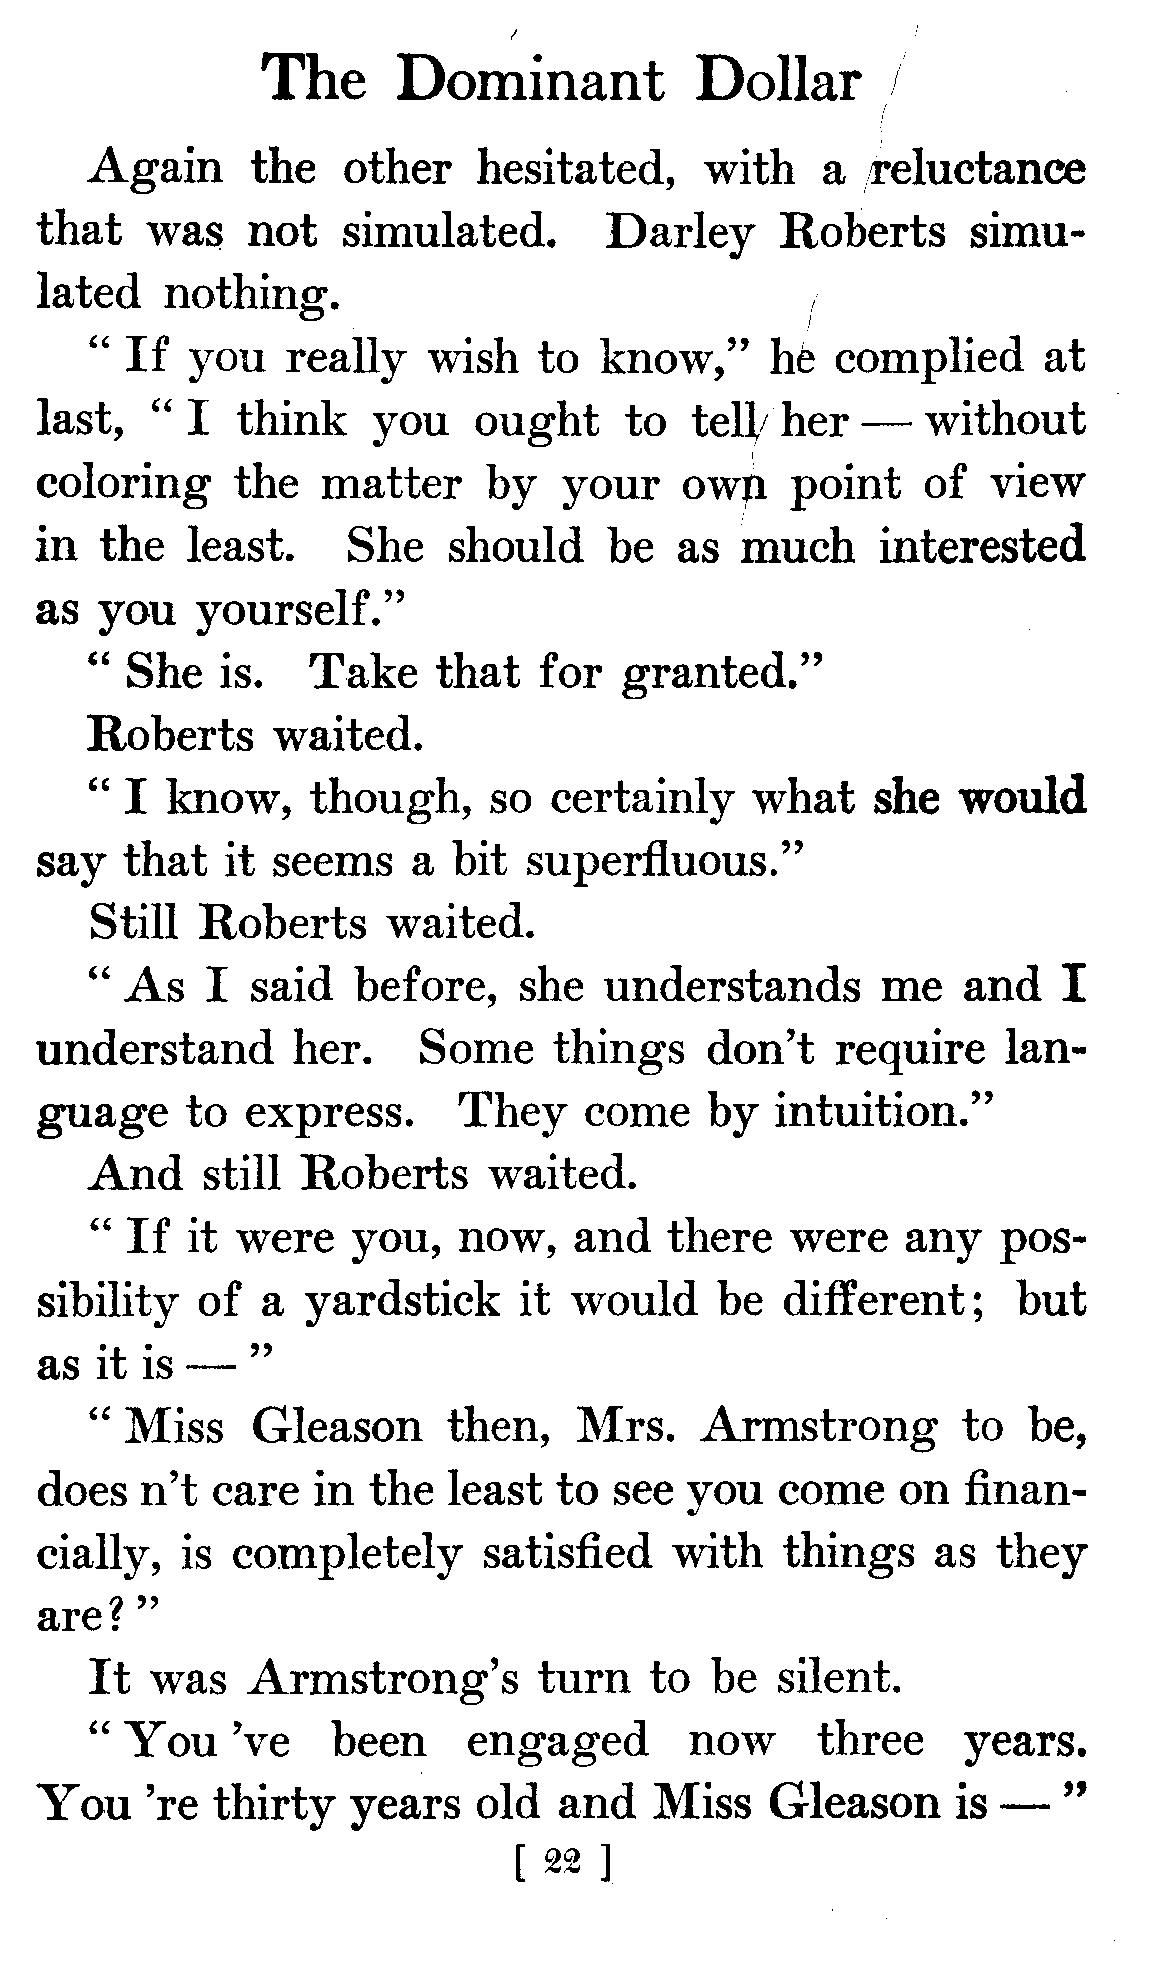 The Dominant Dollar
Again the other hesitated, with a reluctance
that was not simulated. Darley Roberts simu-
lated nothing.
“ If you really wish to know,” he complied at
last, “ I think you ought to tell her — without
coloring the matter by your own point of view
in the least. She should be as much interested
as you yourself.”
“ She is. Take that for granted.”
Roberts waited.
“ I know, though, so certainly what she would
say that it seems a bit superfluous.”
Still Roberts waited.
“ As I said before, she understands me and I
understand her. Some things don’t require lan-
guage to express. They come by intuition.”
And still Roberts waited.
“ If it were you, now, and there were any pos-
sibility of a yardstick it would be different; but
as it is — ”
“ Miss Gleason then, Mrs. Armstrong to be,
does n’t care in the least to see you come on finan-
cially, is completely satisfied with things as they
are? ”
It was Armstrong’s turn to be silent.
“ You ’ve been engaged now three years.
You ’re thirty years old and Miss Gleason is — ”
[ 22 ]